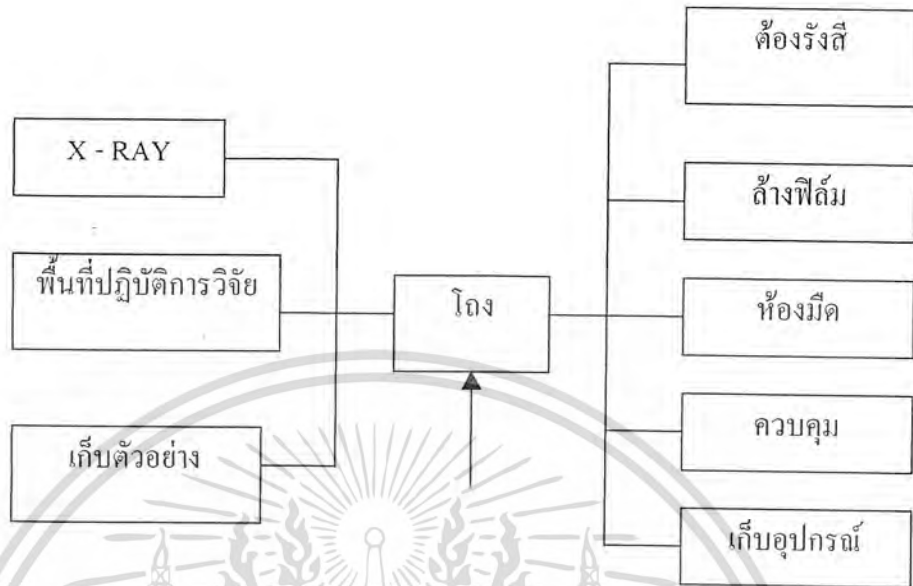 ต้องรังสี
X - RAY
ล้างฟิล์ม
พื้นที่ปฏิบัติการวิจัย
โถง
ห้องมืด
เก็บตัวอย่าง
ควบคุม
เก็บอุปกรณ์